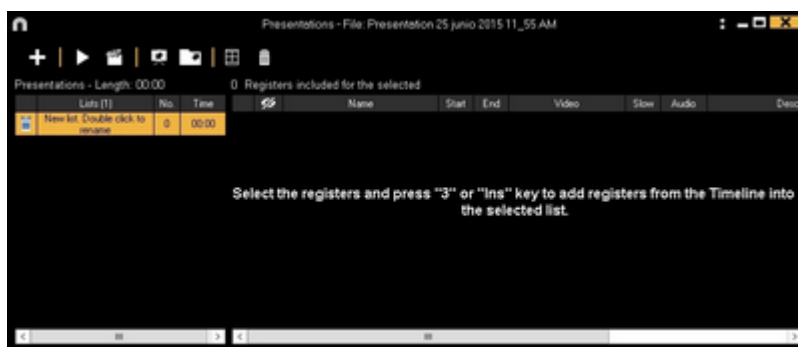 Presentations - File: Presentation 25 junio 2015 11_55 AM
Presentations - Length: 00:00
0 Registers included for the selected
Lists (1) No. Time Name Start End Video Slow Audio Desc
New list. Double click to
rename
0 00:00
Select the registers and press "3" or "Ins" key to add registers from the Timeline into
the selected list.